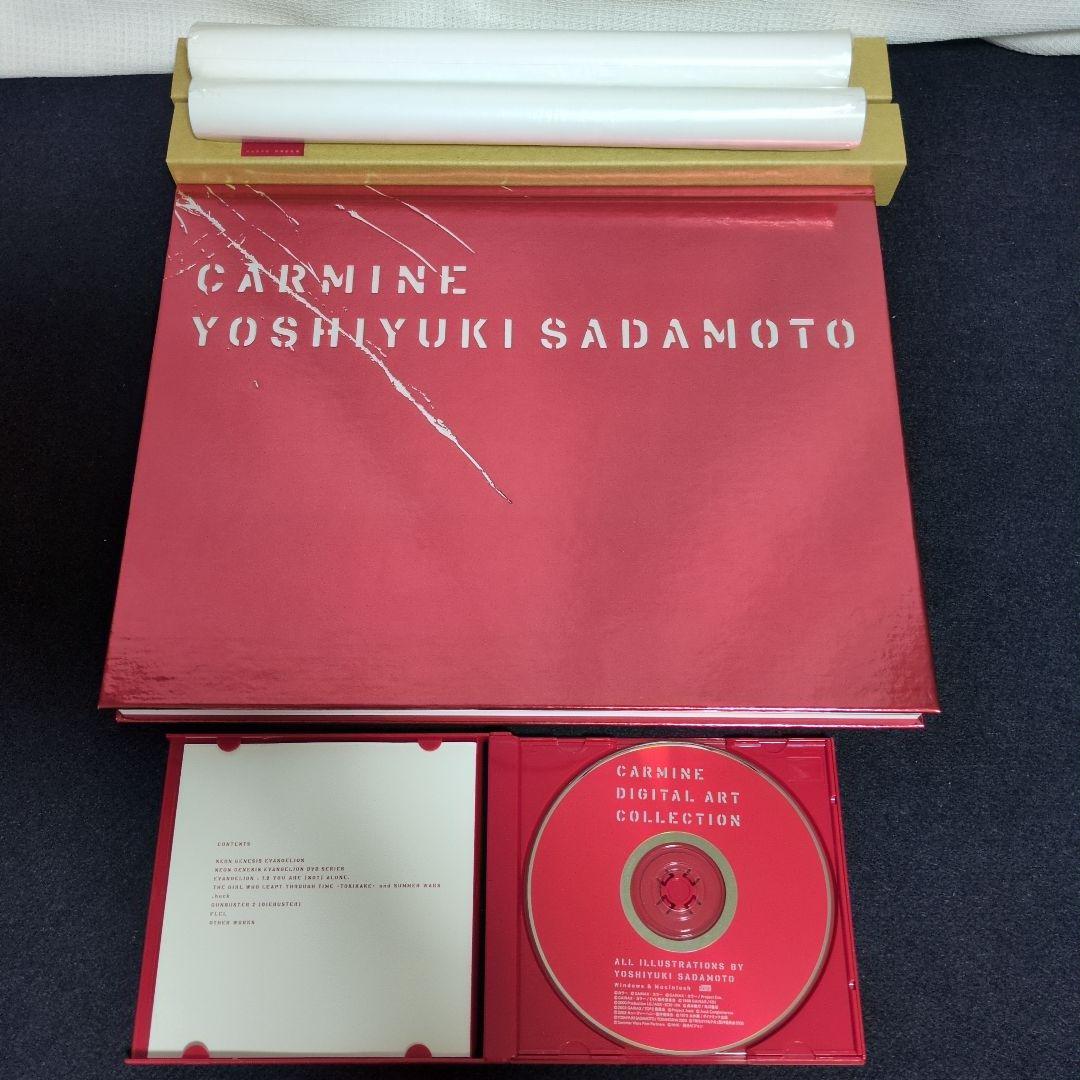 CARMINE
YOSHIYUKI SADAMOTO
CONTENTS
NEON GENESIS EVANGELION
NEON GENESIS EVANGELION DVD SERIES
EVANGELION : 1.0 YOU ARE (NOT) ALONE.
THE GIRL WHO LEAPT THROUGH TIME -TOKIKAKE- and SUMMER WARS
.hack
GUNBUSTER 2 [DIEBUSTER]
FLCL
OTHER WORKS
CARMINE
DIGITAL ART
COLLECTION
ALL ILLUSTRATIONS BY
YOSHIYUKI SADAMOTO
Windows & Macintosh